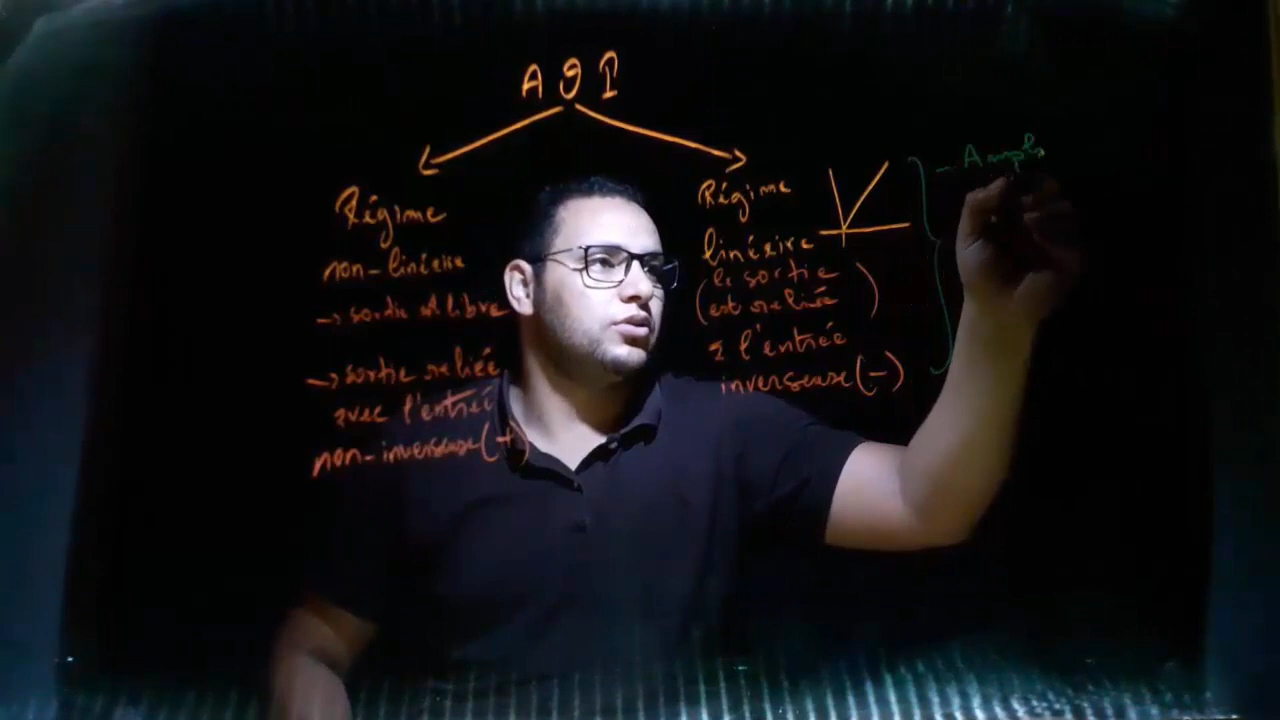 AOP
Régime
non-linéaire
→ sortie est libre
→ sortie reliée
avec l'entrée
non-inverseuse (+)
Régime
linéaire
(la sortie
est reliée)
à l'entrée
inverseuse (-)
- Ampli